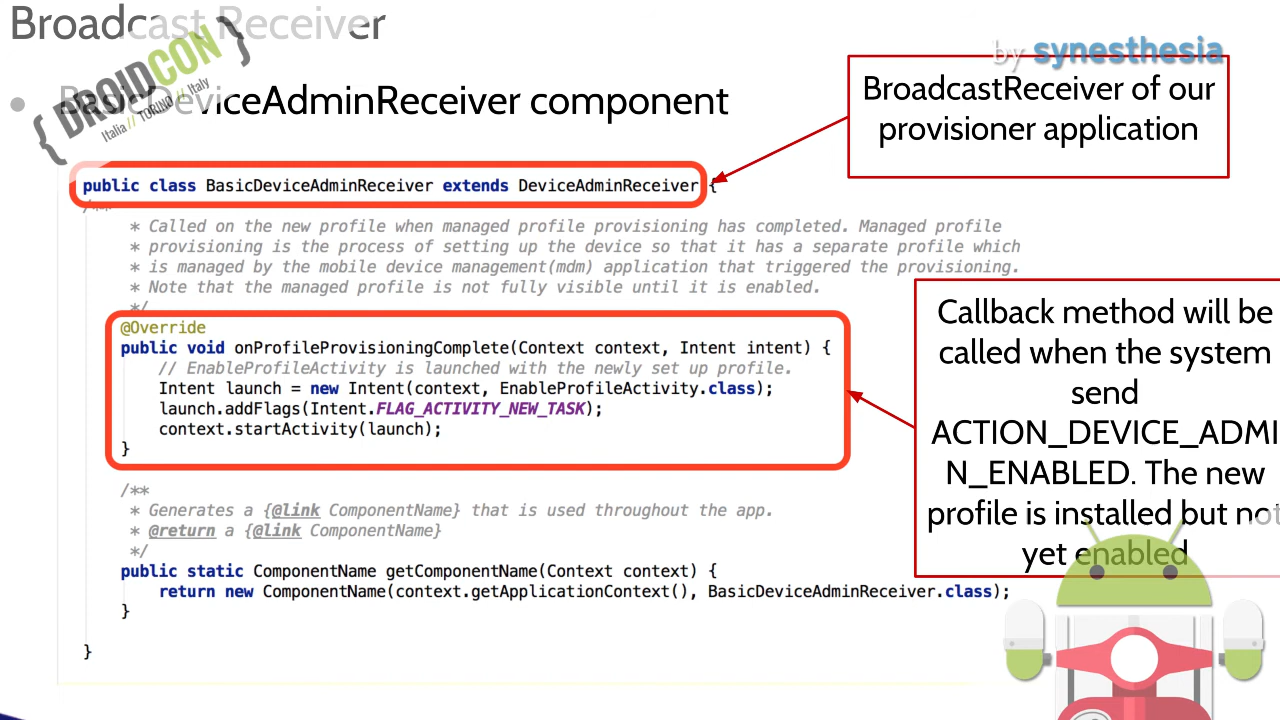 Broadcast Receiver
{ DROIDCON }
Italia // TORINO // Italy
by synesthesia
• BasicDeviceAdminReceiver component
BroadcastReceiver of our
provisioner application
public class BasicDeviceAdminReceiver extends DeviceAdminReceiver {
/**
* Called on the new profile when managed profile provisioning has completed. Managed profile
* provisioning is the process of setting up the device so that it has a separate profile which
* is managed by the mobile device management(mdm) application that triggered the provisioning.
* Note that the managed profile is not fully visible until it is enabled.
*/
@Override
public void onProfileProvisioningComplete(Context context, Intent intent) {
// EnableProfileActivity is launched with the newly set up profile.
Intent launch = new Intent(context, EnableProfileActivity.class);
launch.addFlags(Intent.FLAG_ACTIVITY_NEW_TASK);
context.startActivity(launch);
}
Callback method will be
called when the system
send
ACTION_DEVICE_ADMI
N_ENABLED. The new
profile is installed but not
yet enabled
/**
* Generates a {@link ComponentName} that is used throughout the app.
* @return a {@link ComponentName}
*/
public static ComponentName getComponentName(Context context) {
return new ComponentName(context.getApplicationContext(), BasicDeviceAdminReceiver.class);
}
}